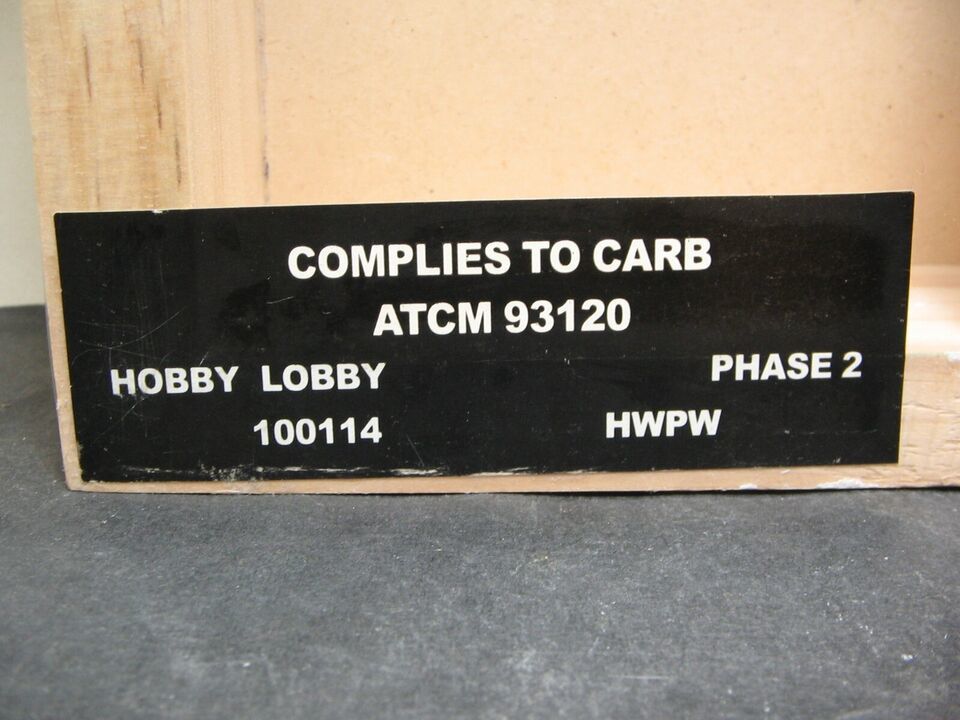 COMPLIES TO CARB
ATCM 93120
HOBBY LOBBY
PHASE 2
100114
HWPW